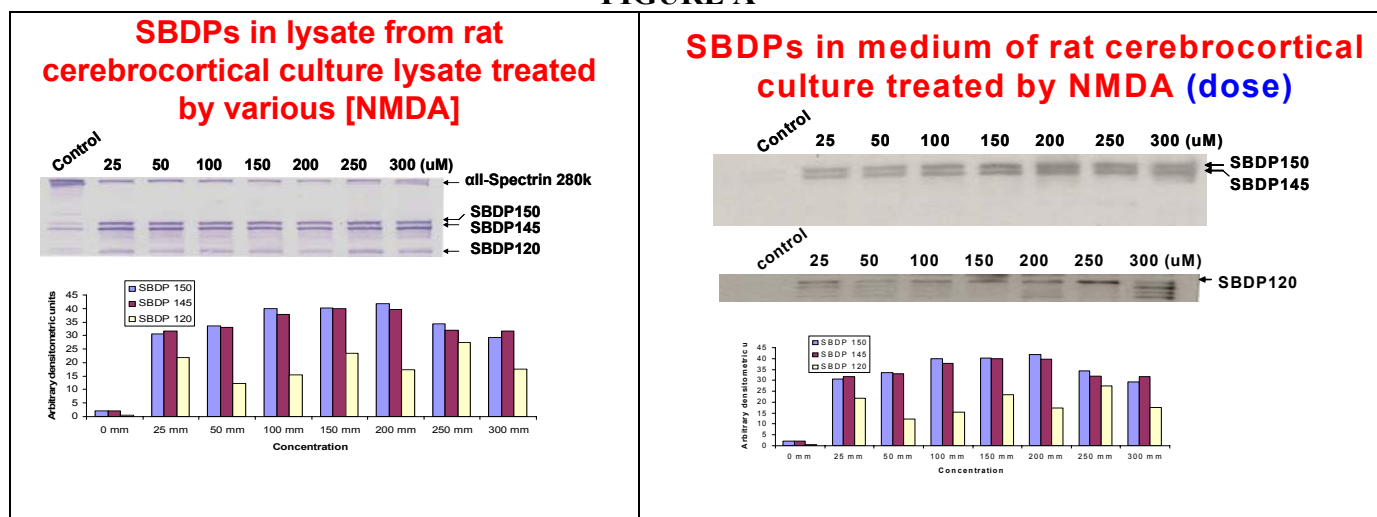 FIGURE A
SBDPs in lysate from rat
cerebrocortical culture lysate treated
by various [NMDA]
Control 25 50 100 150 200 250 300 (uM)
αII-Spectrin 280k
SBDP150
SBDP145
SBDP120
45
40
35
30
25
20
15
10
5
0
Arbitrary densitometric units
SBDP 150
SBDP 145
SBDP 120
0 mm 25 mm 50 mm 100 mm 150 mm 200 mm 250 mm 300 mm
Concentration
SBDPs in medium of rat cerebrocortical
culture treated by NMDA (dose)
Control 25 50 100 150 200 250 300 (uM)
SBDP150
SBDP145
control 25 50 100 150 200 250 300 (uM)
SBDP120
45
40
35
30
25
20
15
10
5
0
Arbitrary densitometric u
SBDP 150
SBDP 145
SBDP 120
0 mm 25 mm 50 mm 100 mm 150 mm 200 mm 250 mm 300 mm
Concentration